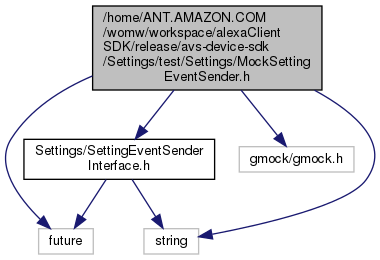 /home/ANT.AMAZON.COM
/womw/workspace/alexaClient
SDK/release/avs-device-sdk
/Settings/test/Settings/MockSetting
EventSender.h
Settings/SettingEventSender
Interface.h
gmock/gmock.h
future
string